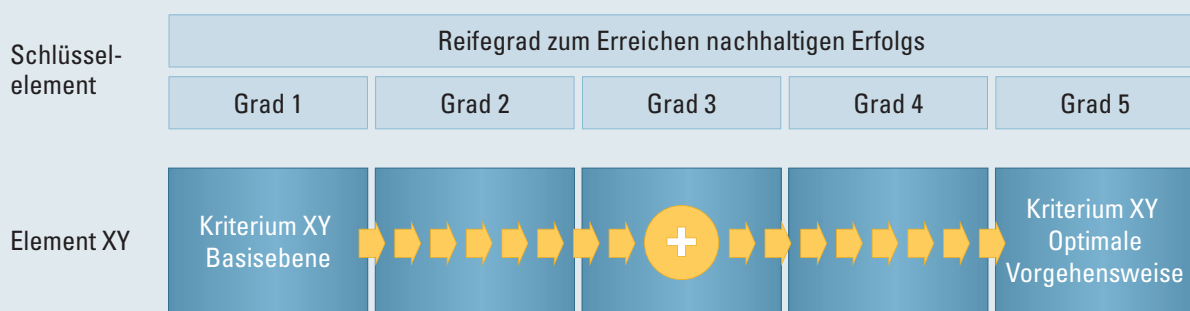 Schlüssel-
element
Reifegrad zum Erreichen nachhaltigen Erfolgs
Grad 1
Grad 2
Grad 3
Grad 4
Grad 5
Element XY
Kriterium XY
Basisebene
+
Kriterium XY
Optimale
Vorgehensweise